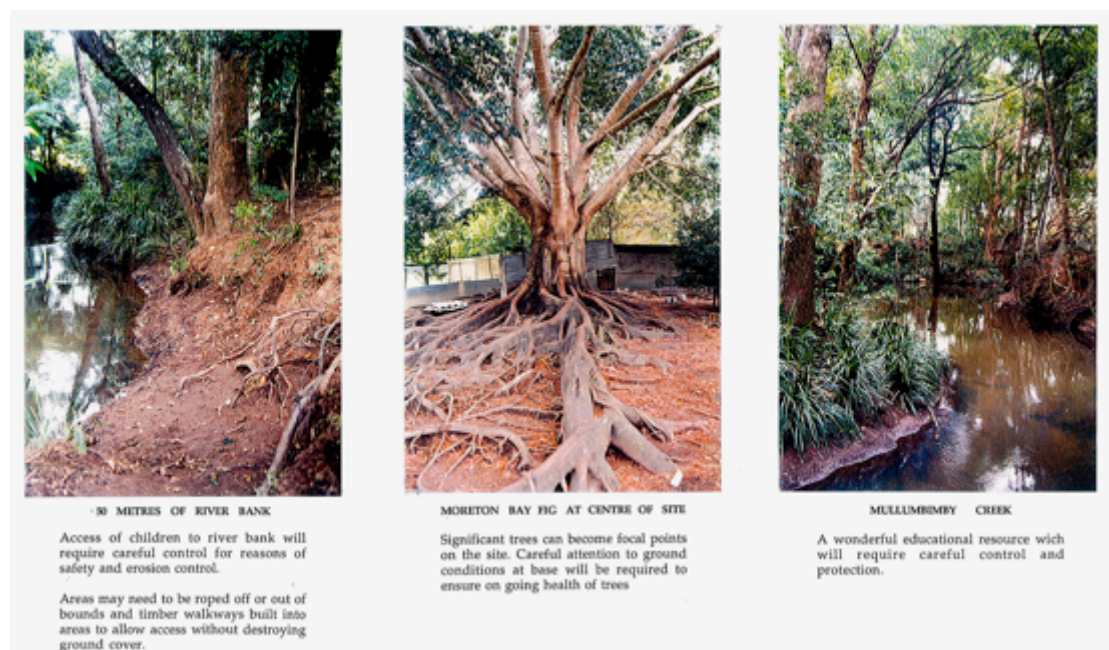 50 METRES OF RIVER BANK
Access of children to river bank will
require careful control for reasons of
safety and erosion control.
Areas may need to be roped off or out of
bounds and timber walkways built into
areas to allow access without destroying
ground cover.
MORETON BAY FIG AT CENTRE OF SITE
Significant trees can become focal points
on the site. Careful attention to ground
conditions at base will be required to
ensure on going health of trees
MULLUMBIMBY CREEK
A wonderful educational resource wich
will require careful control and
protection.